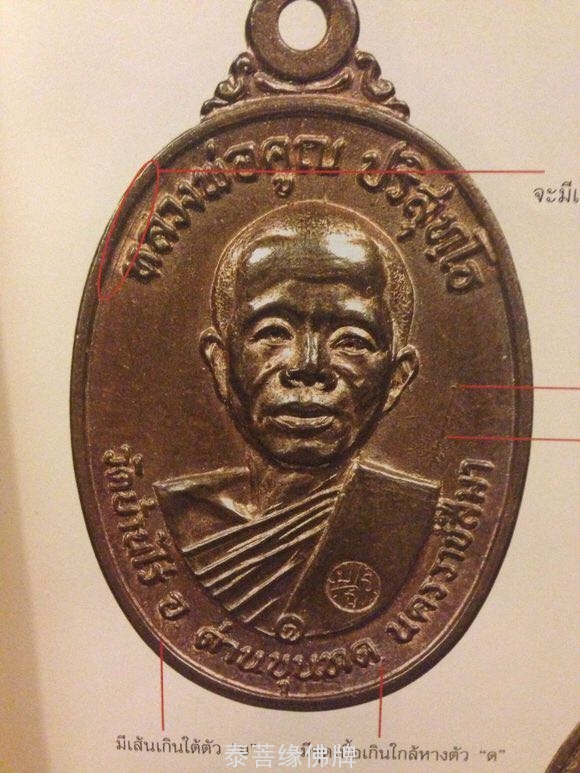 หลวงพ่อคูณ ปริสุทฺโธ
จะมีเ
วัดบ้านไร่ อ. ด่านขุนทด นครราชสีมา
๑
มีเส้นเกินใต้ตัว
เกินใกล้หางตัว "ด"
泰善缘佛牌